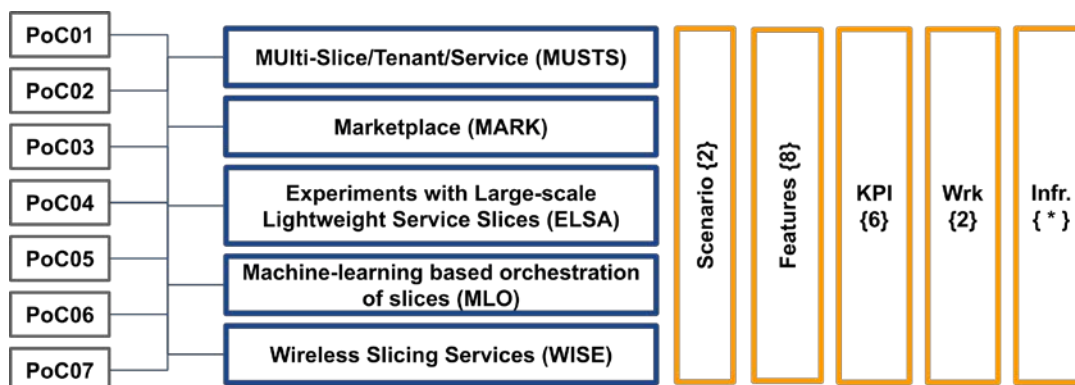 PoC01
PoC02
PoC03
PoC04
PoC05
PoC06
PoC07
MUlti-Slice/Tenant/Service (MUSTS)
Marketplace (MARK)
Experiments with Large-scale
Lightweight Service Slices (ELSA)
Machine-learning based orchestration
of slices (MLO)
Wireless Slicing Services (WISE)
Scenario {2}
Features {8}
KPI
{6}
Wrk
{2}
Infr.
{ * }